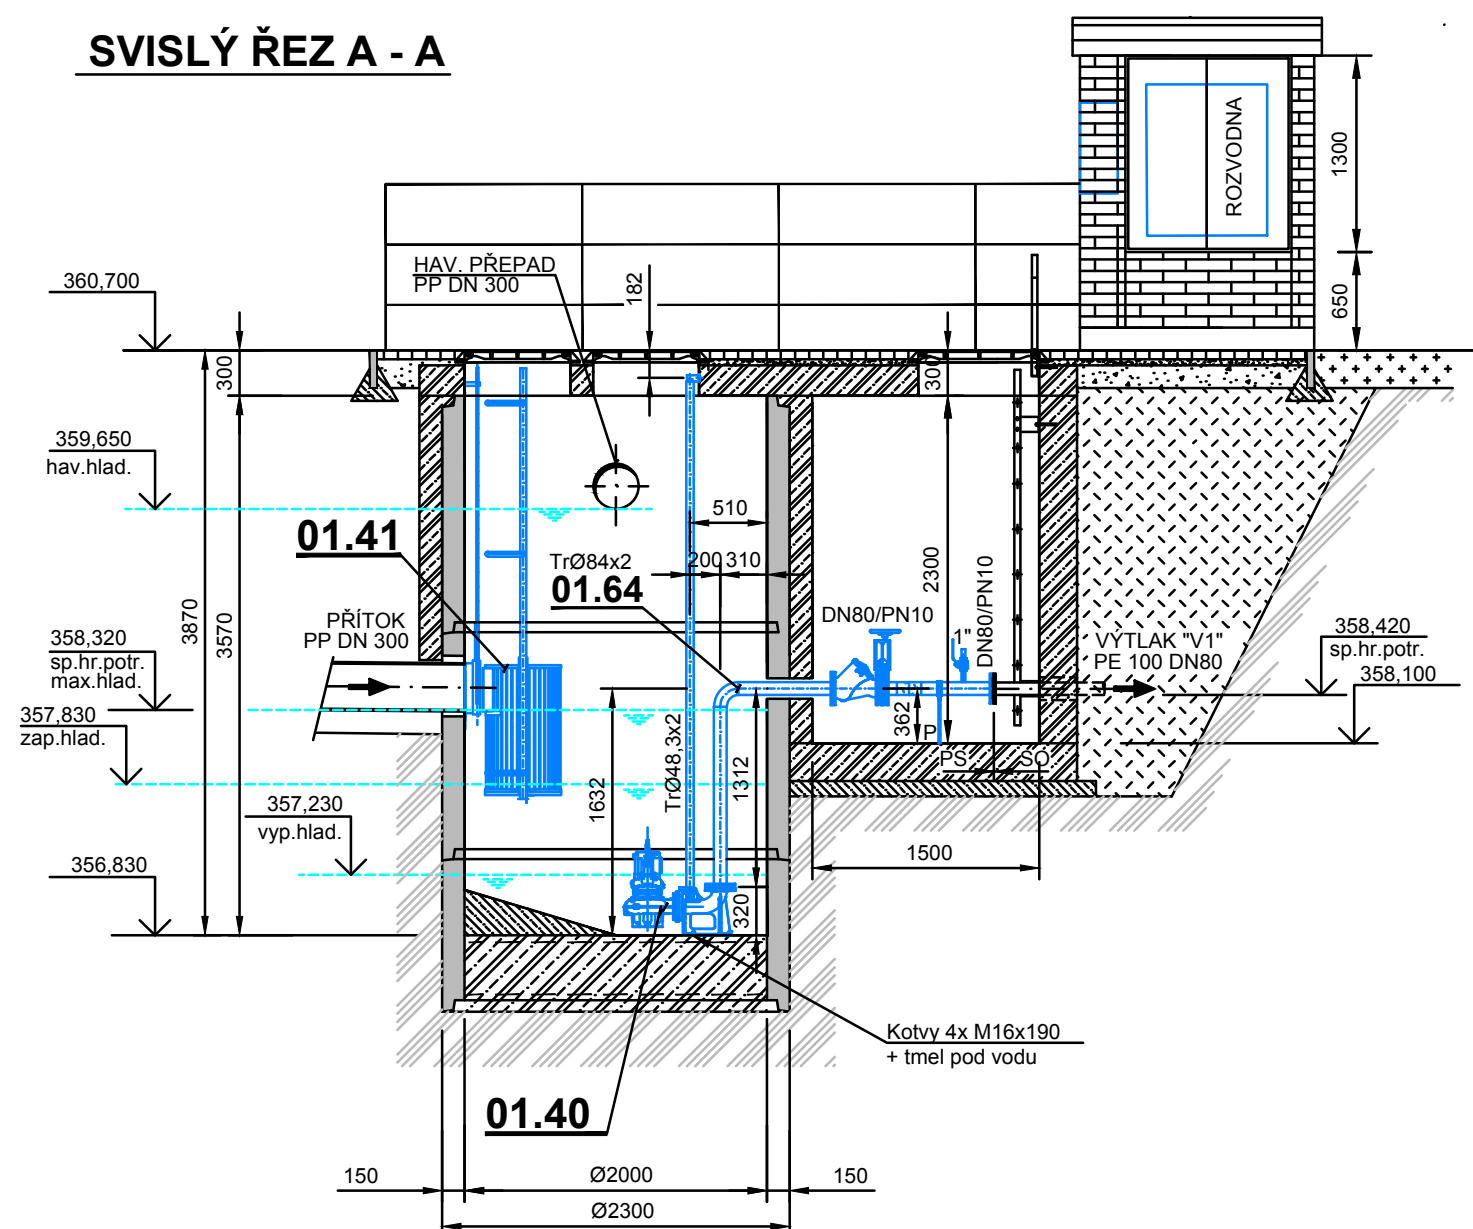 SVISLÝ ŘEZ A - A
ROZVODNA
1300
650
HAV. PŘEPAD
PP DN 300
182
360,700
300
300
359,650
hav.hlad.
01.41
510
200
310
TrØ84x2
01.64
2300
DN80/PN10
1"
DN80/PN10
PŘÍTOK
PP DN 300
VÝTLAK "V1"
PE 100 DN80
358,420
sp.hr.potr.
358,100
358,320
sp.hr.potr.
max.hlad.
3870
3570
357,830
zap.hlad.
362
P
PS
SO
1632
TrØ48,3x2
1312
357,230
vyp.hlad.
356,830
1500
320
Kotvy 4x M16x190
+ tmel pod vodu
01.40
150
Ø2000
150
Ø2300